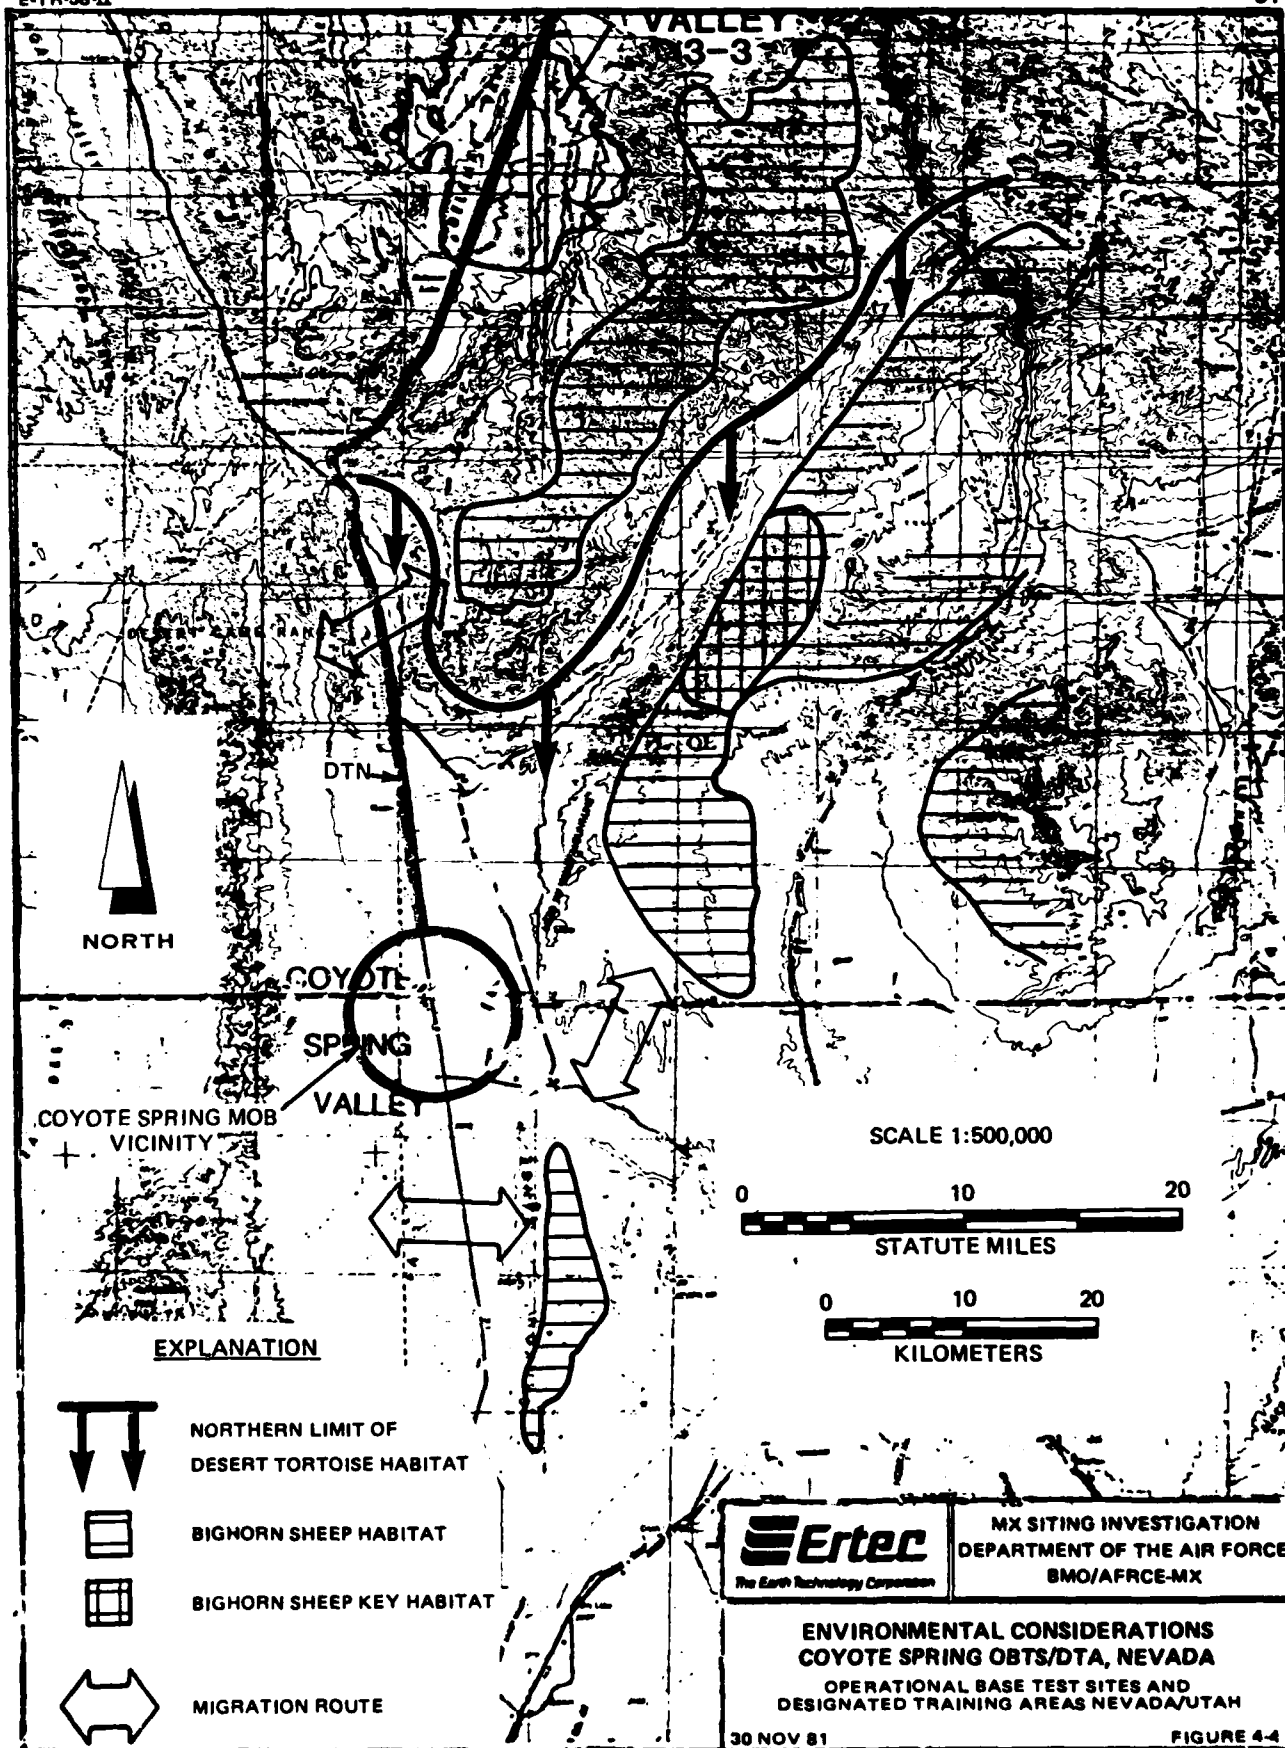 VALLEY
3-3
DESERT GAME RANGE
DTN
NORTH
COYOTE
SPRING
VALLEY
COYOTE SPRING MOB
VICINITY
SCALE 1:500,000
0 10 20
STATUTE MILES
0 10 20
KILOMETERS
EXPLANATION
NORTHERN LIMIT OF
DESERT TORTOISE HABITAT
BIGHORN SHEEP HABITAT
BIGHORN SHEEP KEY HABITAT
MIGRATION ROUTE
Ertec
The Earth Technology Corporation
MX SITING INVESTIGATION
DEPARTMENT OF THE AIR FORCE
BMO/AFRCE-MX
ENVIRONMENTAL CONSIDERATIONS
COYOTE SPRING OBTS/DTA, NEVADA
OPERATIONAL BASE TEST SITES AND
DESIGNATED TRAINING AREAS NEVADA/UTAH
30 NOV 81
FIGURE 4-4